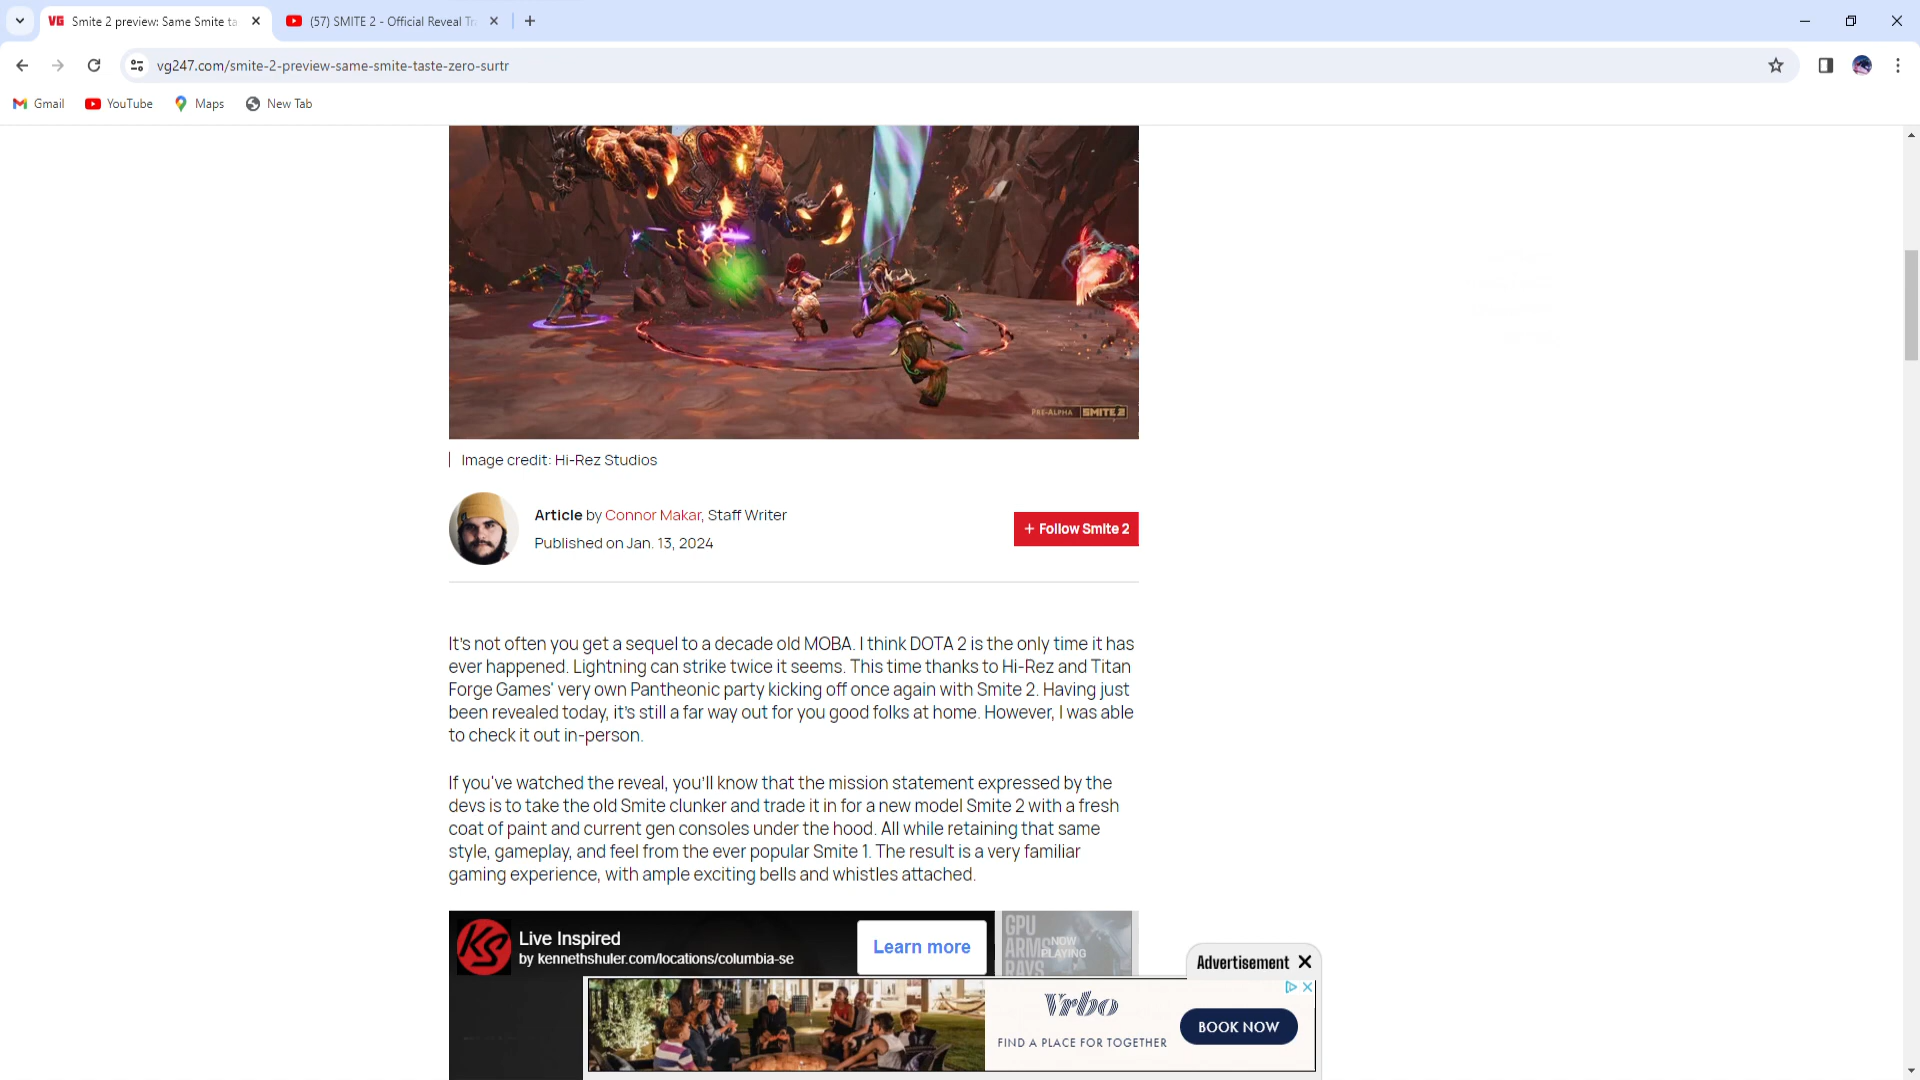 VG Smite 2 preview: Same Smite ta
(57) SMITE 2 - Official Reveal Tr
vg247.com/smite-2-preview-same-smite-taste-zero-surtr
Gmail YouTube Maps New Tab
PRE-ALPHA SMITE 2
Image credit: Hi-Rez Studios
Article by Connor Makar, Staff Writer
Published on Jan. 13, 2024
+ Follow Smite 2
It's not often you get a sequel to a decade old MOBA. I think DOTA 2 is the only time it has
ever happened. Lightning can strike twice it seems. This time thanks to Hi-Rez and Titan
Forge Games' very own Pantheonic party kicking off once again with Smite 2. Having just
been revealed today, it's still a far way out for you good folks at home. However, I was able
to check it out in-person.
If you've watched the reveal, you'll know that the mission statement expressed by the
devs is to take the old Smite clunker and trade it in for a new model Smite 2 with a fresh
coat of paint and current gen consoles under the hood. All while retaining that same
style, gameplay, and feel from the ever popular Smite 1. The result is a very familiar
gaming experience, with ample exciting bells and whistles attached.
KS
Live Inspired
by kennethshuler.com/locations/columbia-se
Learn more
GPU
ARMS
RAYS
NOW
PLAYING
Advertisement
Vrbo
FIND A PLACE FOR TOGETHER
BOOK NOW